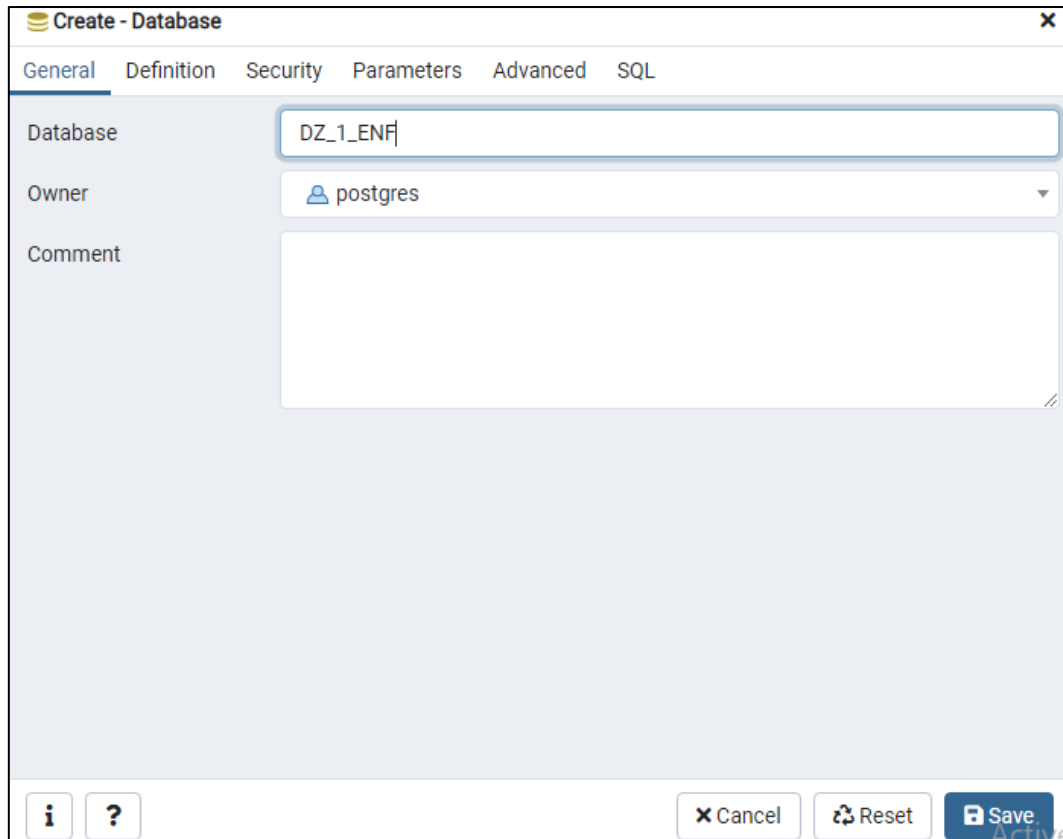 Create - Database
General Definition Security Parameters Advanced SQL
Database DZ_1_ENF
Owner postgres
Comment
i ? Cancel Reset Save